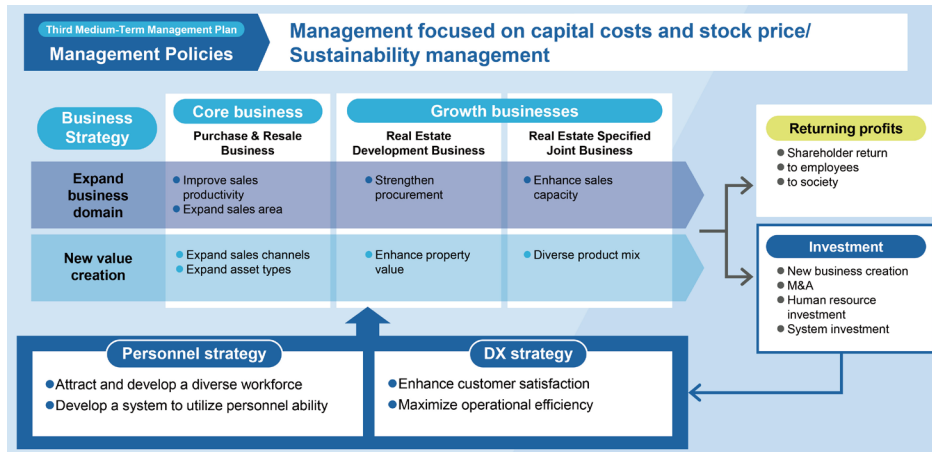 Third Medium-Term Management Plan
Management Policies
Management focused on capital costs and stock price/
Sustainability management
Business
Strategy
Core business
Growth businesses
Purchase & Resale
Business
Real Estate
Development Business
Real Estate Specified
Joint Business
Expand
business
domain
● Improve sales
productivity
● Expand sales area
● Strengthen
procurement
● Enhance sales
capacity
New value
creation
● Expand sales channels
● Expand asset types
● Enhance property
value
● Diverse product mix
Returning profits
● Shareholder return
● to employees
● to society
Investment
● New business creation
● M&A
● Human resource
investment
● System investment
Personnel strategy
● Attract and develop a diverse workforce
● Develop a system to utilize personnel ability
DX strategy
● Enhance customer satisfaction
● Maximize operational efficiency